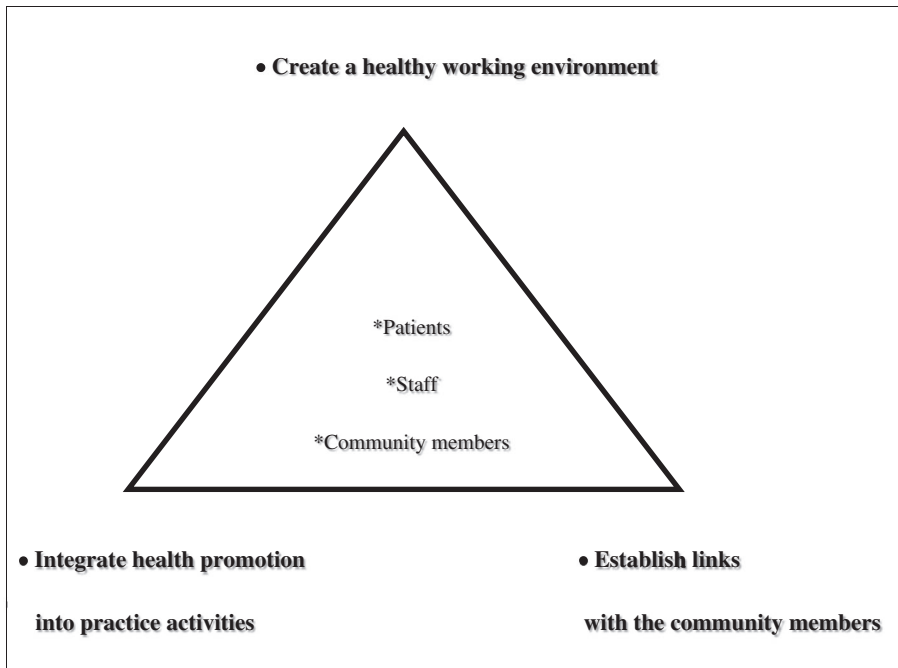 • Create a healthy working environment
*Patients
*Staff
*Community members
• Integrate health promotion
into practice activities
• Establish links
with the community members